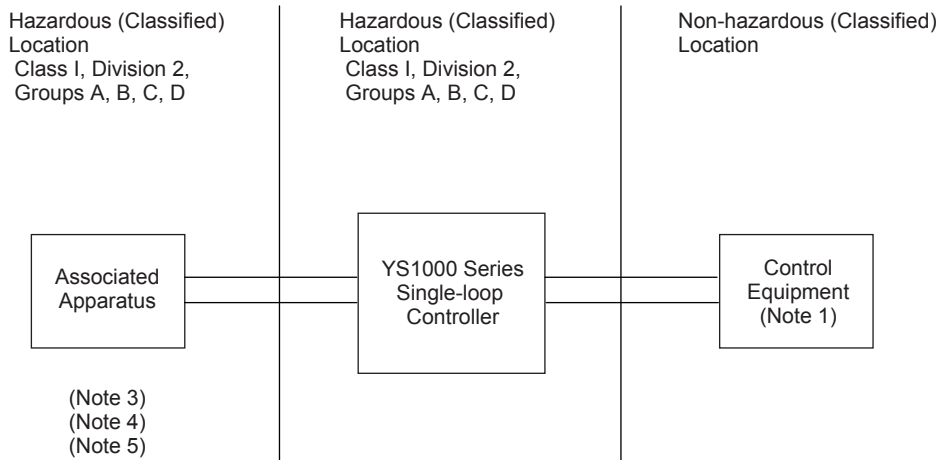 Hazardous (Classified)
Location
Class I, Division 2,
Groups A, B, C, D
Hazardous (Classified)
Location
Class I, Division 2,
Groups A, B, C, D
Non-hazardous (Classified)
Location
Associated
Apparatus
(Note 3)
(Note 4)
(Note 5)
YS1000 Series
Single-loop
Controller
Control
Equipment
(Note 1)